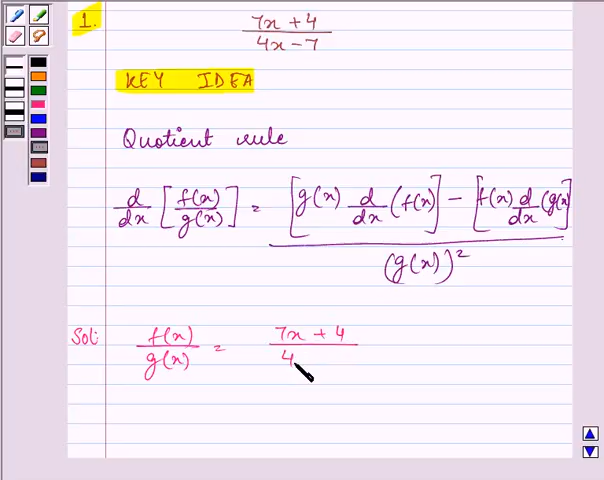 1. 7x + 4 / 4x - 7
KEY IDEA
Quotient rule
d/dx [f(x)/g(x)] = [g(x) d/dx (f(x)] - [f(x) d/dx (g(x] / (g(x))²
Sol: f(x)/g(x) = 7x + 4 / 4